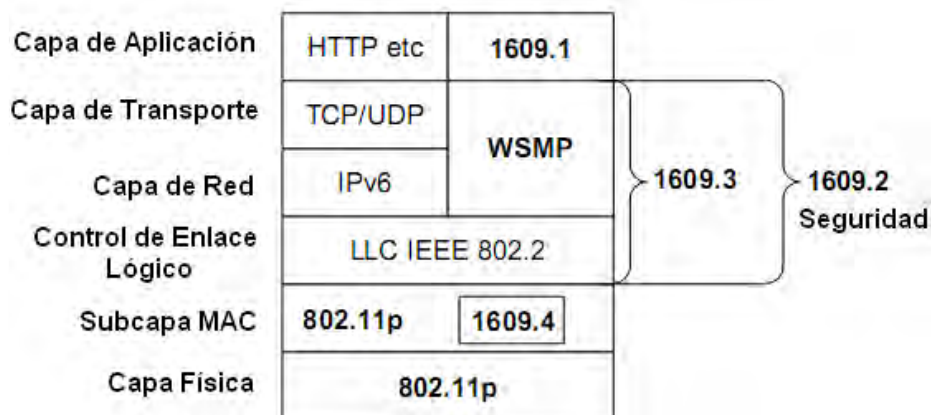 Capa de Aplicación
HTTP etc
1609.1
Capa de Transporte
TCP/UDP
WSMP
Capa de Red
IPv6
1609.3
1609.2
Seguridad
Control de Enlace
Lógico
LLC IEEE 802.2
Subcapa MAC
802.11p
1609.4
Capa Física
802.11p